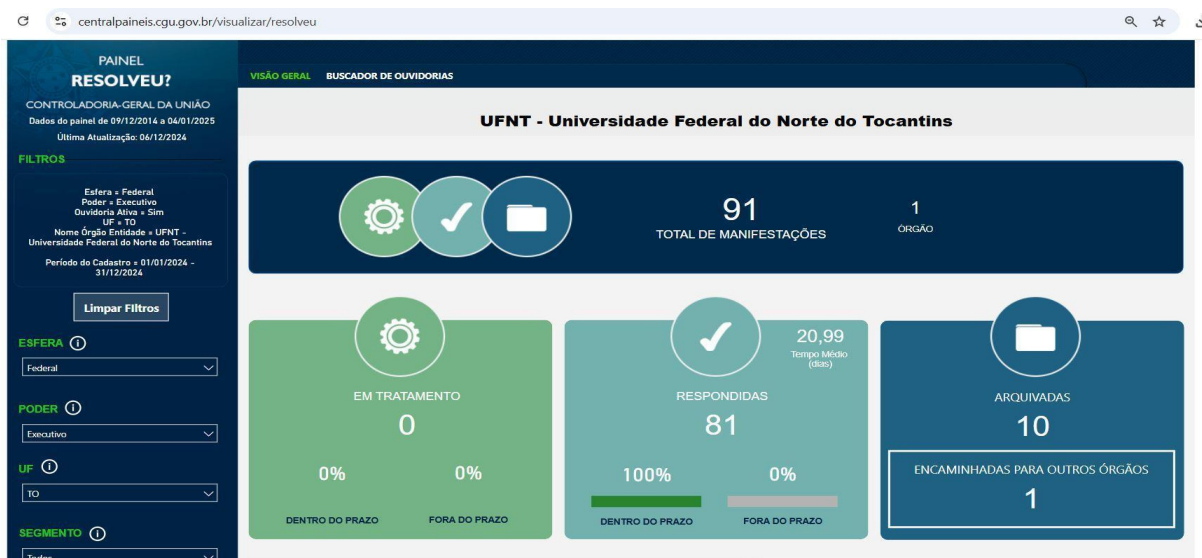 centralpaineis.cgu.gov.br/visualizar/resolveu
PAINEL
RESOLVEU?
CONTROLADORIA-GERAL DA UNIÃO
Dados do painel de 09/12/2014 a 04/01/2025
Última Atualização: 06/12/2024
FILTROS
Esfera = Federal
Poder = Executivo
Ouvidoria Ativa = Sim
UF = TO
Nome Órgão Entidade = UFNT -
Universidade Federal do Norte do Tocantins
Período do Cadastro = 01/01/2024 -
31/12/2024
Limpar FIltros
ESFERA
Federal
PODER
Executivo
UF
TO
SEGMENTO
Todos
VISÃO GERAL BUSCADOR DE OUVIDORIAS
UFNT - Universidade Federal do Norte do Tocantins
91
TOTAL DE MANIFESTAÇÕES
1
ÓRGÃO
EM TRATAMENTO
0
0% 0%
DENTRO DO PRAZO FORA DO PRAZO
20,99
Tempo Médio
(dias)
RESPONDIDAS
81
100% 0%
DENTRO DO PRAZO FORA DO PRAZO
ARQUIVADAS
10
ENCAMINHADAS PARA OUTROS ÓRGÃOS
1